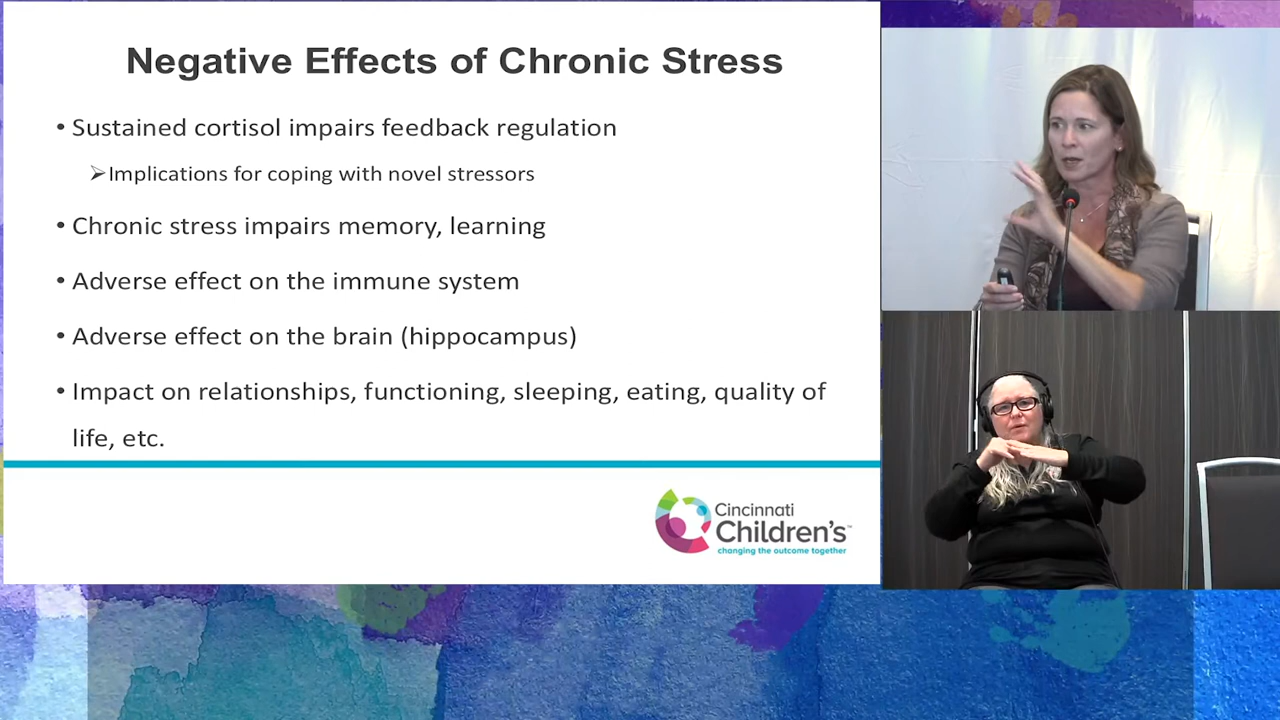 Negative Effects of Chronic Stress
• Sustained cortisol impairs feedback regulation
➢Implications for coping with novel stressors
• Chronic stress impairs memory, learning
• Adverse effect on the immune system
• Adverse effect on the brain (hippocampus)
• Impact on relationships, functioning, sleeping, eating, quality of
life, etc.
Cincinnati
Children's™
changing the outcome together